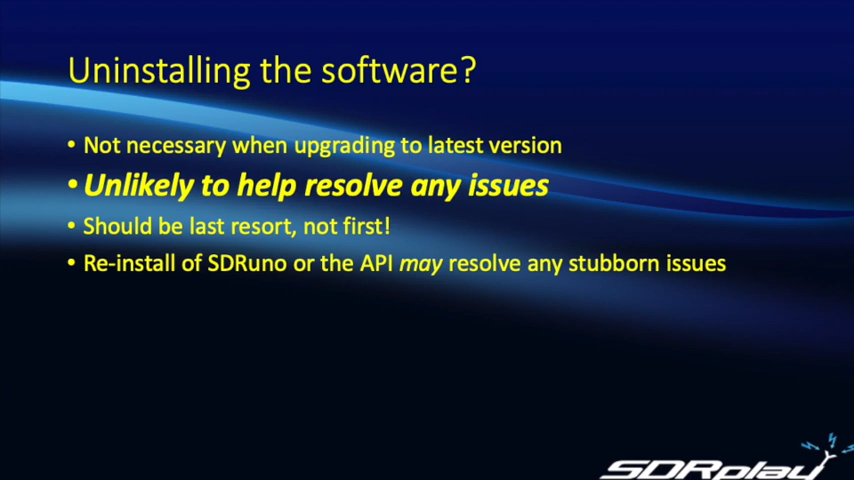 Uninstalling the software?
• Not necessary when upgrading to latest version
• Unlikely to help resolve any issues
• Should be last resort, not first!
• Re-install of SDRuno or the API may resolve any stubborn issues
SDRplay